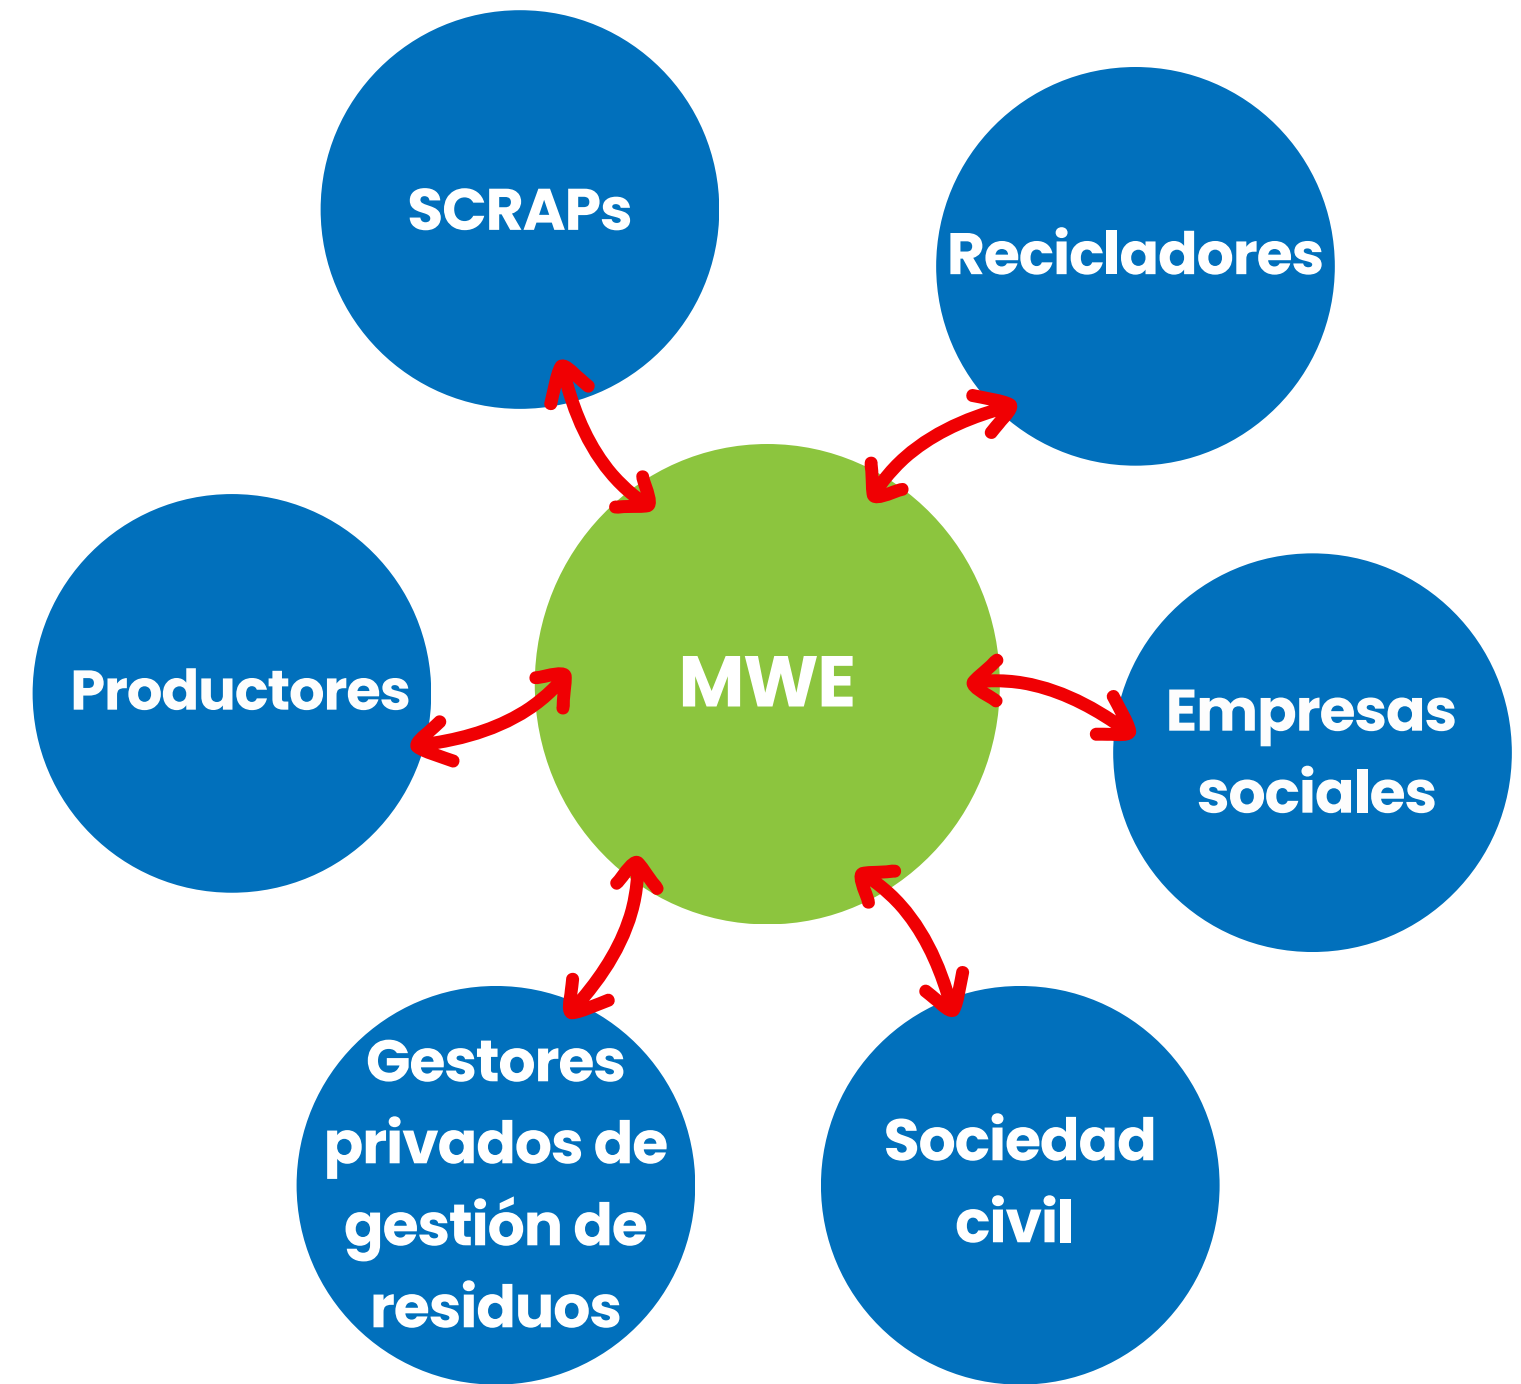 SCRAPs
Recicladores
Productores
MWE
Empresas
sociales
Gestores
privados de
gestión de
residuos
Sociedad
civil